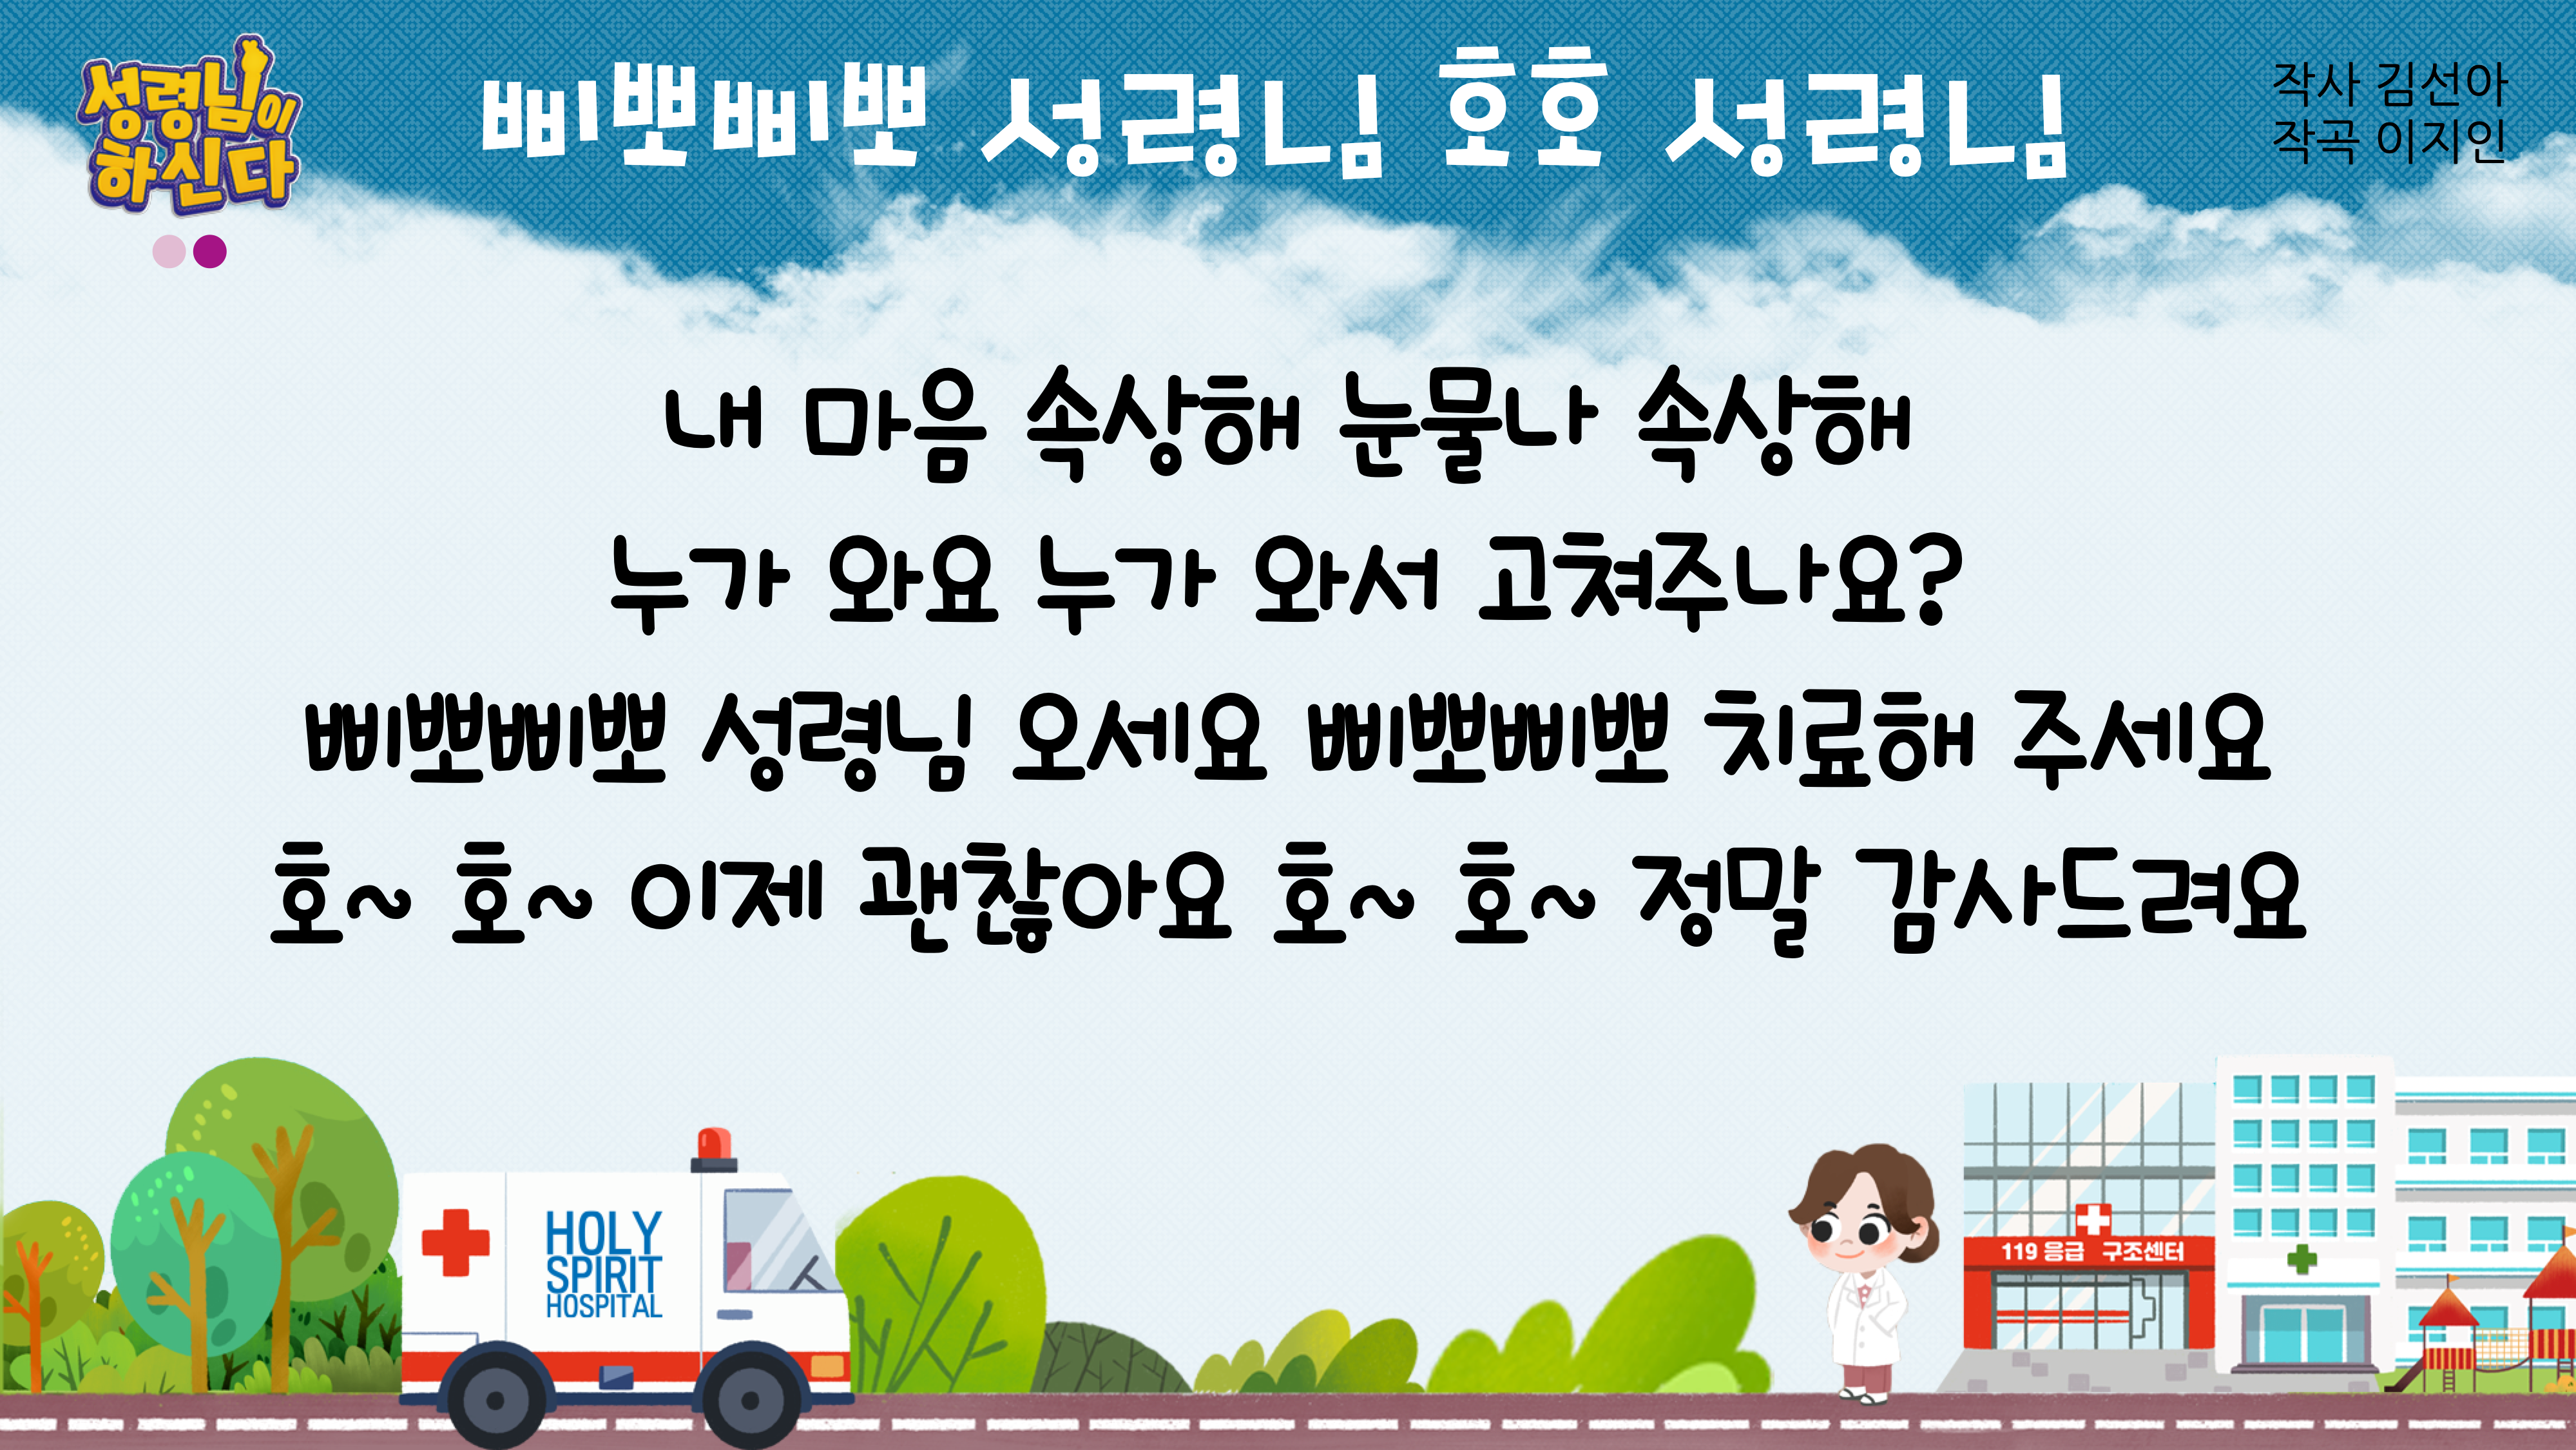 성령님이
하신다
삐뽀삐뽀 성령님 호호 성령님
작사 김선아
작곡 이지인
내 마음 속상해 눈물나 속상해
누가 와요 누가 와서 고쳐주나요?
삐뽀삐뽀 성령님 오세요 삐뽀삐뽀 치료해 주세요
호~ 호~ 이제 괜찮아요 호~ 호~ 정말 감사드려요
HOLY
SPIRIT
HOSPITAL
119 응급 구조센터